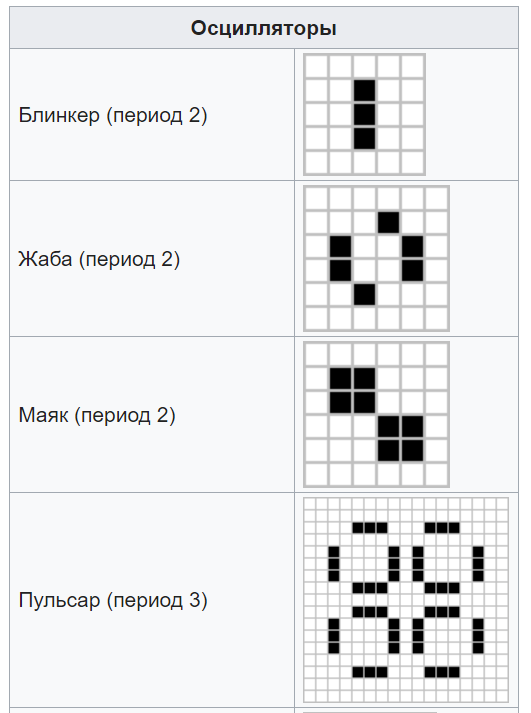 Осцилляторы
Блинкер (период 2)
Жаба (период 2)
Маяк (период 2)
Пульсар (период 3)